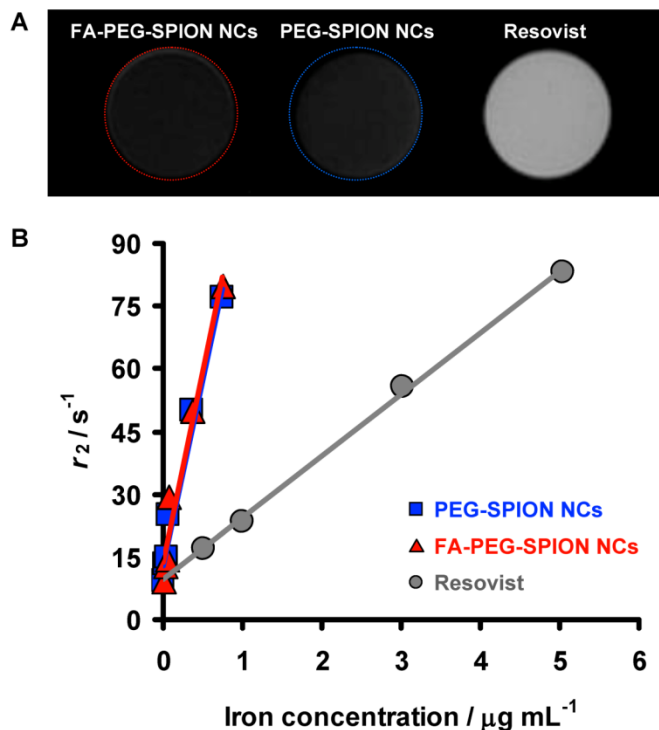 A
FA-PEG-SPION NCs PEG-SPION NCs Resovist
B
90
75
60
45
30
15
0
r₂ / s⁻¹
PEG-SPION NCs
FA-PEG-SPION NCs
Resovist
0 1 2 3 4 5 6
Iron concentration / μg mL⁻¹